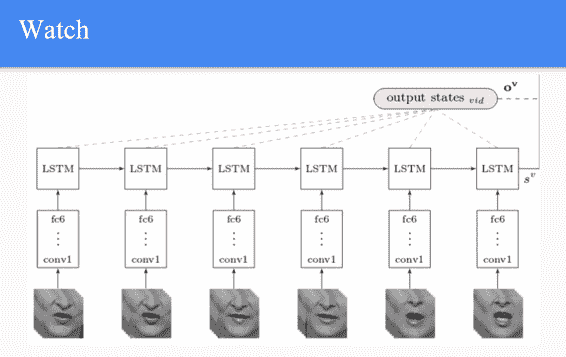 Watch
output states vid
o^v
LSTM LSTM LSTM LSTM LSTM LSTM
s^v
fc6 fc6 fc6 fc6 fc6 fc6
⋮ ⋮ ⋮ ⋮ ⋮ ⋮
conv1 conv1 conv1 conv1 conv1 conv1